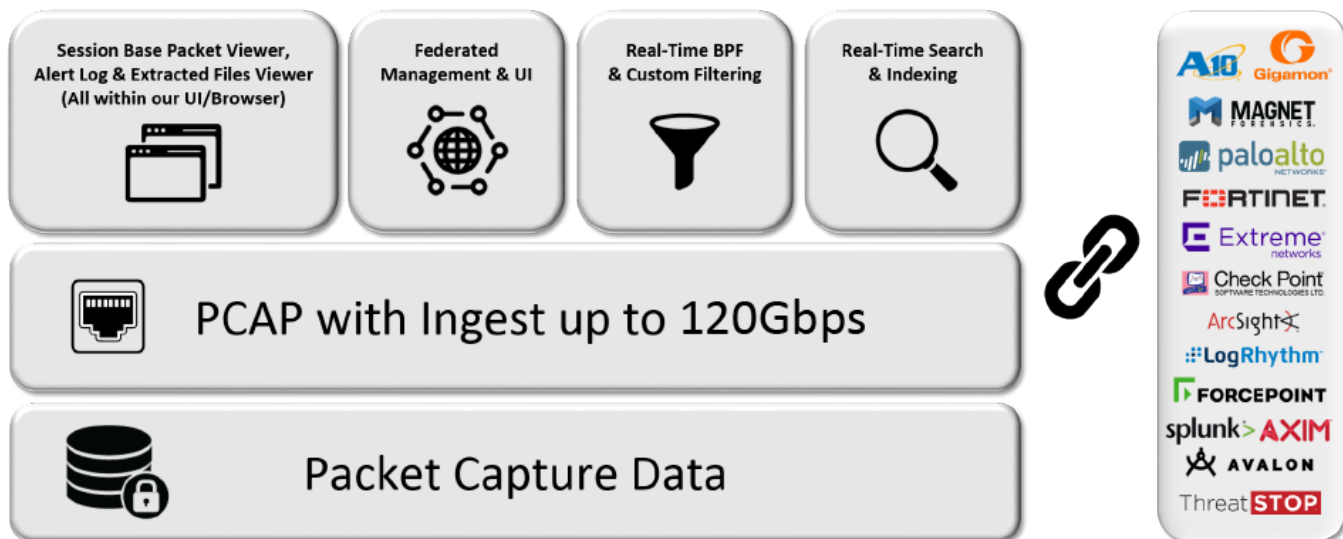 Session Base Packet Viewer,
Alert Log & Extracted Files Viewer
(All within our UI/Browser)
Federated
Management & UI
Real-Time BPF
& Custom Filtering
Real-Time Search
& Indexing
PCAP with Ingest up to 120Gbps
Packet Capture Data
A10
Gigamon®
MAGNET
FORENSICS
paloalto
NETWORKS
FORTINET
Extreme
networks
Check Point
SOFTWARE TECHNOLOGIES LTD.
ArcSight
LogRhythm
FORCEPOINT
splunk> AXIM
AVALON
ThreatSTOP